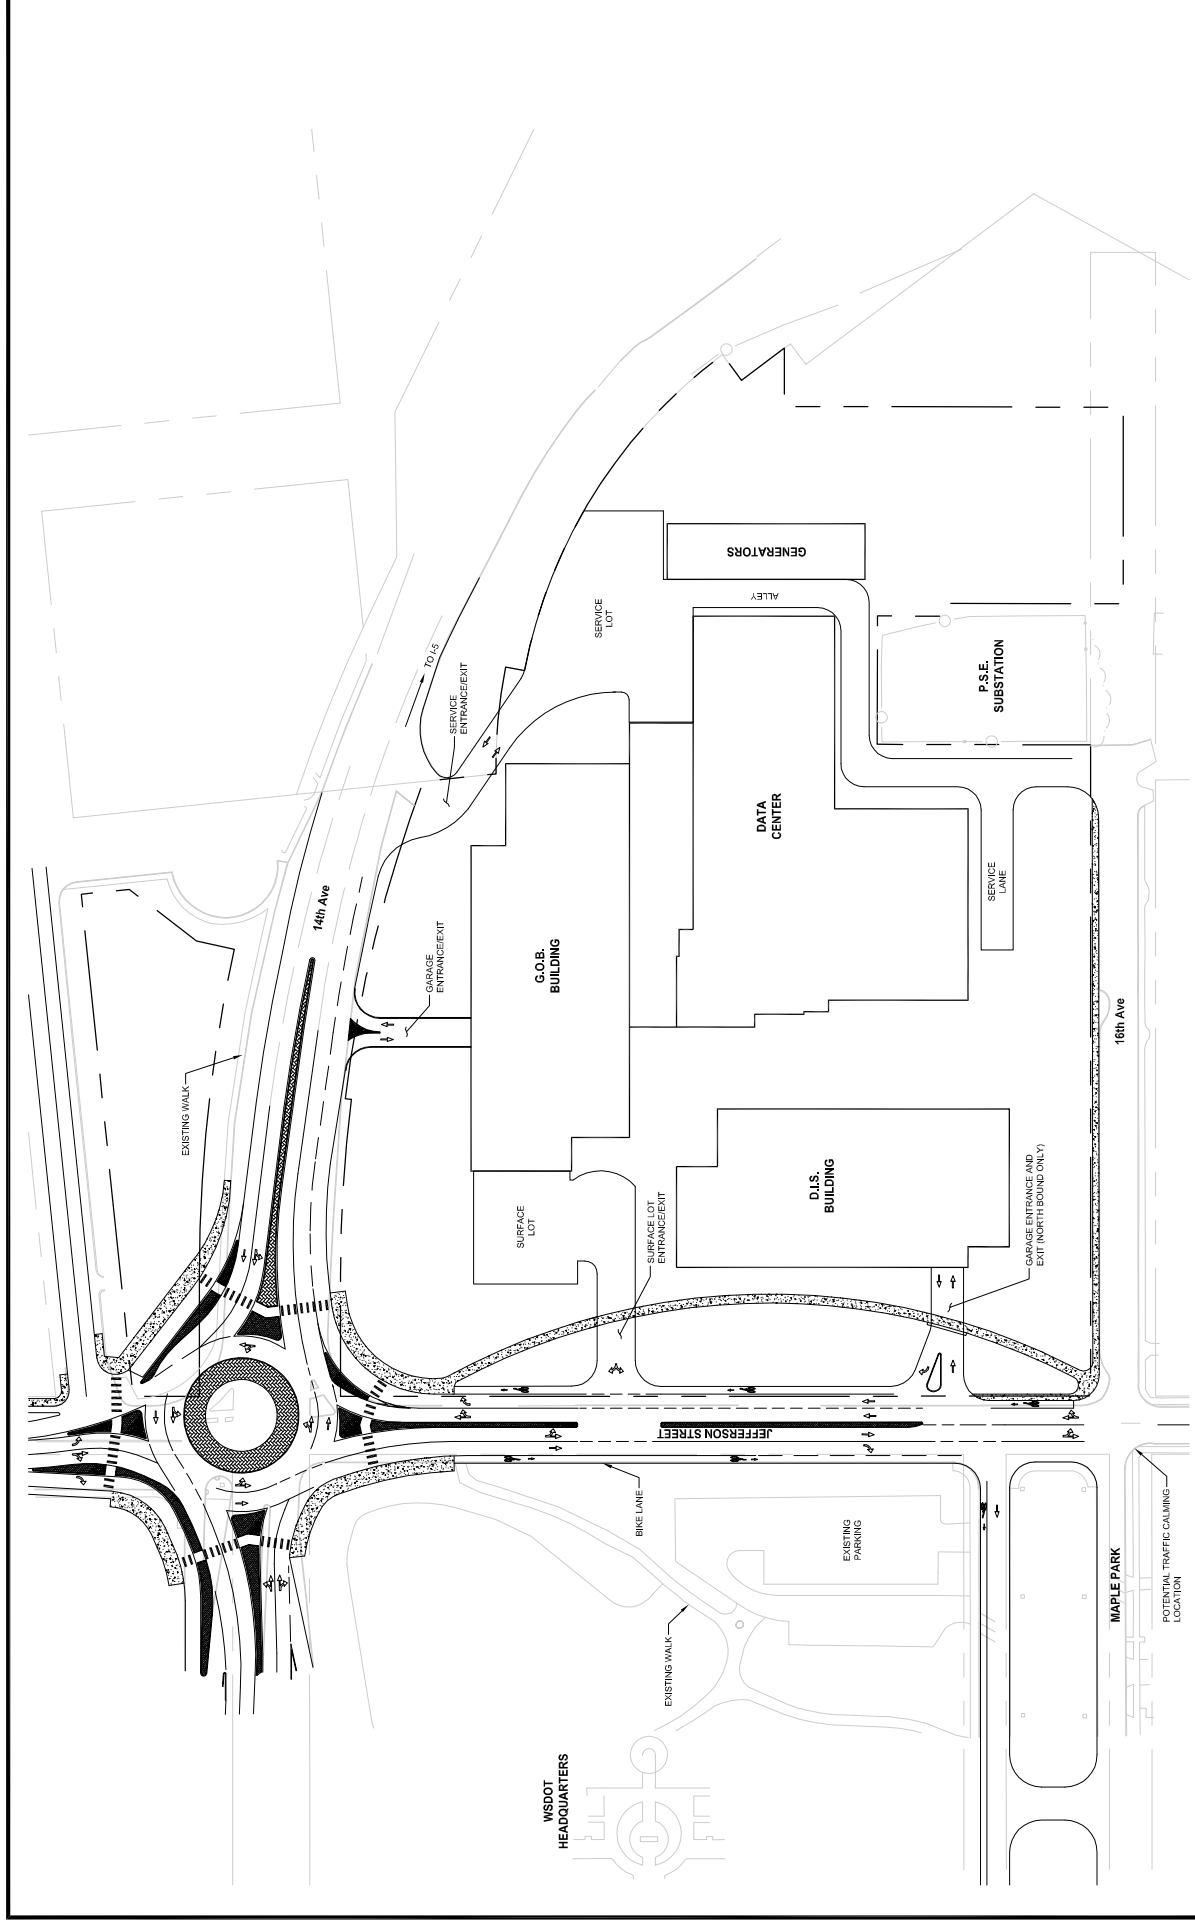 TO I-5
SERVICE
ENTRANCE/EXIT
SERVICE
LOT
GENERATORS
ALLEY
P.S.E.
SUBSTATION
14th Ave
GARAGE
ENTRANCE/EXIT
G.O.B.
BUILDING
DATA
CENTER
SERVICE
LANE
16th Ave
EXISTING WALK
SURFACE
LOT
SURFACE LOT
ENTRANCE/EXIT
D.I.S.
BUILDING
GARAGE ENTRANCE AND
EXIT (NORTH BOUND ONLY)
JEFFERSON STREET
BIKE LANE
EXISTING
PARKING
EXISTING WALK
MAPLE PARK
POTENTIAL TRAFFIC CALMING
LOCATION
WSDOT
HEADQUARTERS